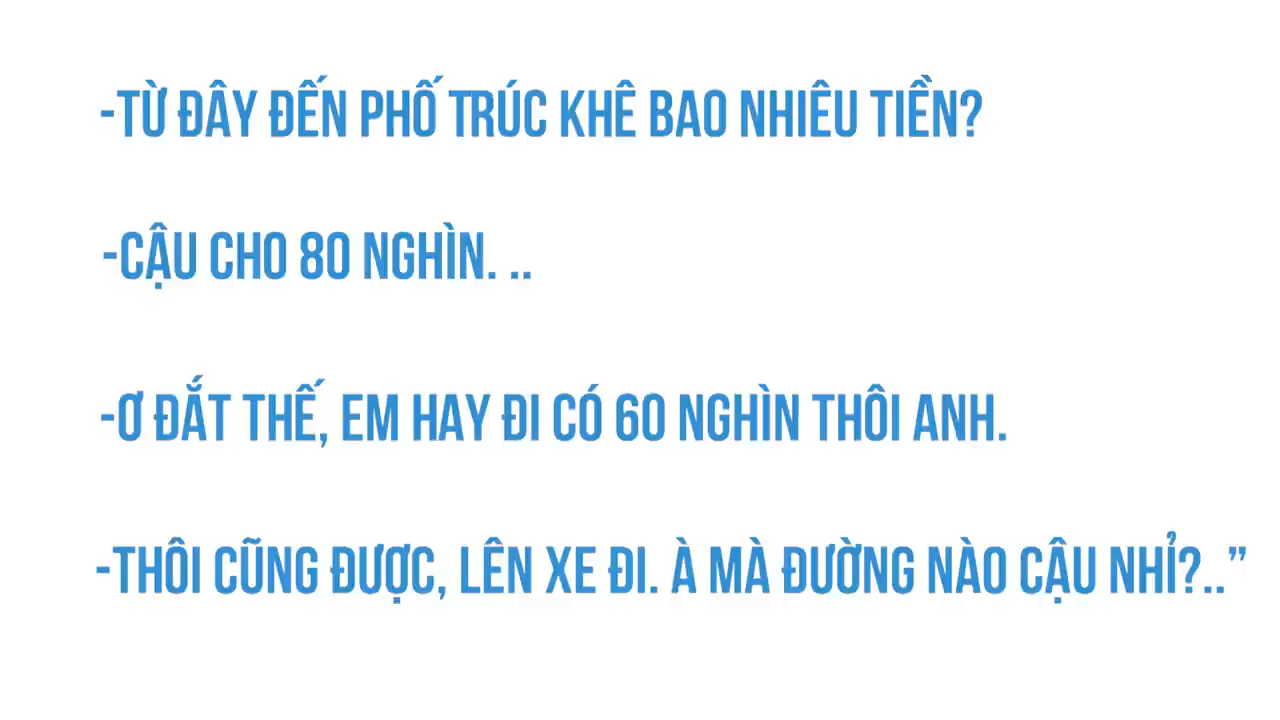 -TỪ ĐÂY ĐẾN PHỐ TRÚC KHÊ BAO NHIÊU TIỀN?
-CẬU CHO 80 NGHÌN. ..
-Ơ ĐẮT THẾ, EM HAY ĐI CÓ 60 NGHÌN THÔI ANH.
-THÔI CŨNG ĐƯỢC, LÊN XE ĐI. À MÀ ĐƯỜNG NÀO CẬU NHỈ?..”